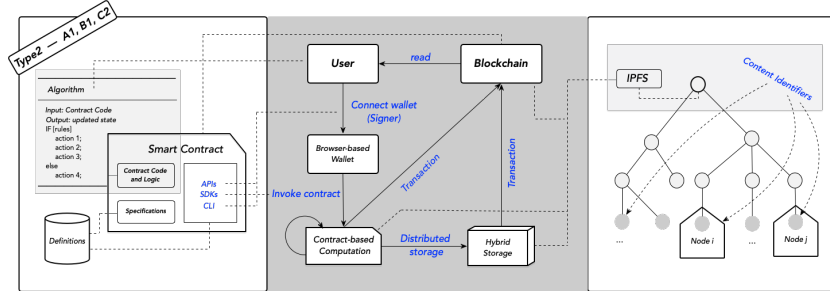 Type2 — A1, B1, C2
Algorithm
Input: Contract Code
Output: updated state
IF [rules]
action 1;
action 2;
action 3;
else
action 4;
Smart Contract
Contract Code
and Logic
Specifications
APIs
SDKs
CLI
Definitions
User
read
Blockchain
Connect wallet
(Signer)
Browser-based
Wallet
Invoke contract
Transaction
Transaction
Contract-based
Computation
Distributed
storage
Hybrid
Storage
IPFS
Content Identifiers
...
Node i
...
Node j